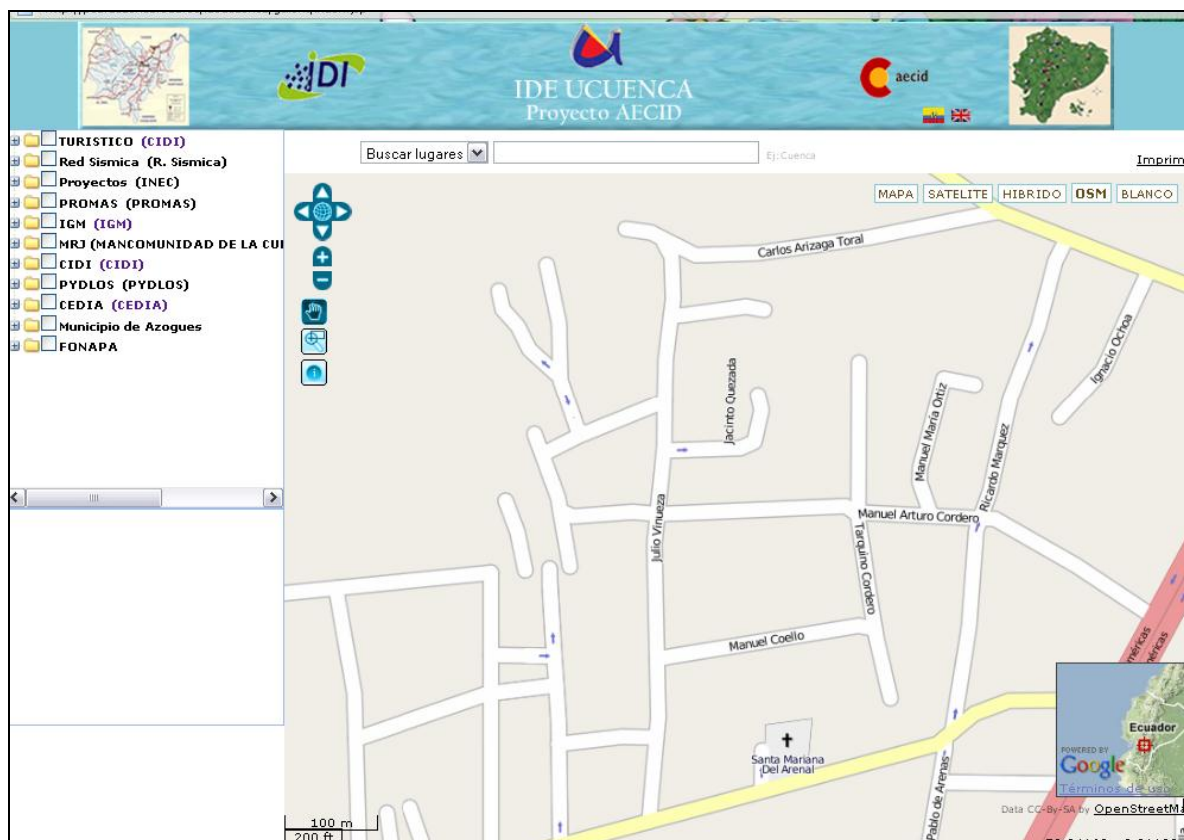 IDI
IDE UCUENCA
Proyecto AECID
aecid
TURISTICO (CIDI)
Red Sismica (R. Sismica)
Proyectos (INEC)
PROMAS (PROMAS)
IGM (IGM)
MRJ (MANCOMUNIDAD DE LA CUE
CIDI (CIDI)
PYDLOS (PYDLOS)
CEDIA (CEDIA)
Municipio de Azogues
FONAPA
Buscar lugares
Ej:Cuenca
Imprim
MAPA SATELITE HIBRIDO OSM BLANCO
Carlos Arizaga Toral
Ignacio Ochoa
Jacinto Quezada
Manuel María Ortiz
Ricardo Marquez
Julio Vinueza
Manuel Arturo Cordero
Tarquino Cordero
Manuel Coello
Santa Mariana
Del Arenal
Pablo de Arenas
méricas
méricas
Ecuador
POWERED BY
Google
Términos de uso
Data CC-By-SA by OpenStreetMa
100 m
200 ft